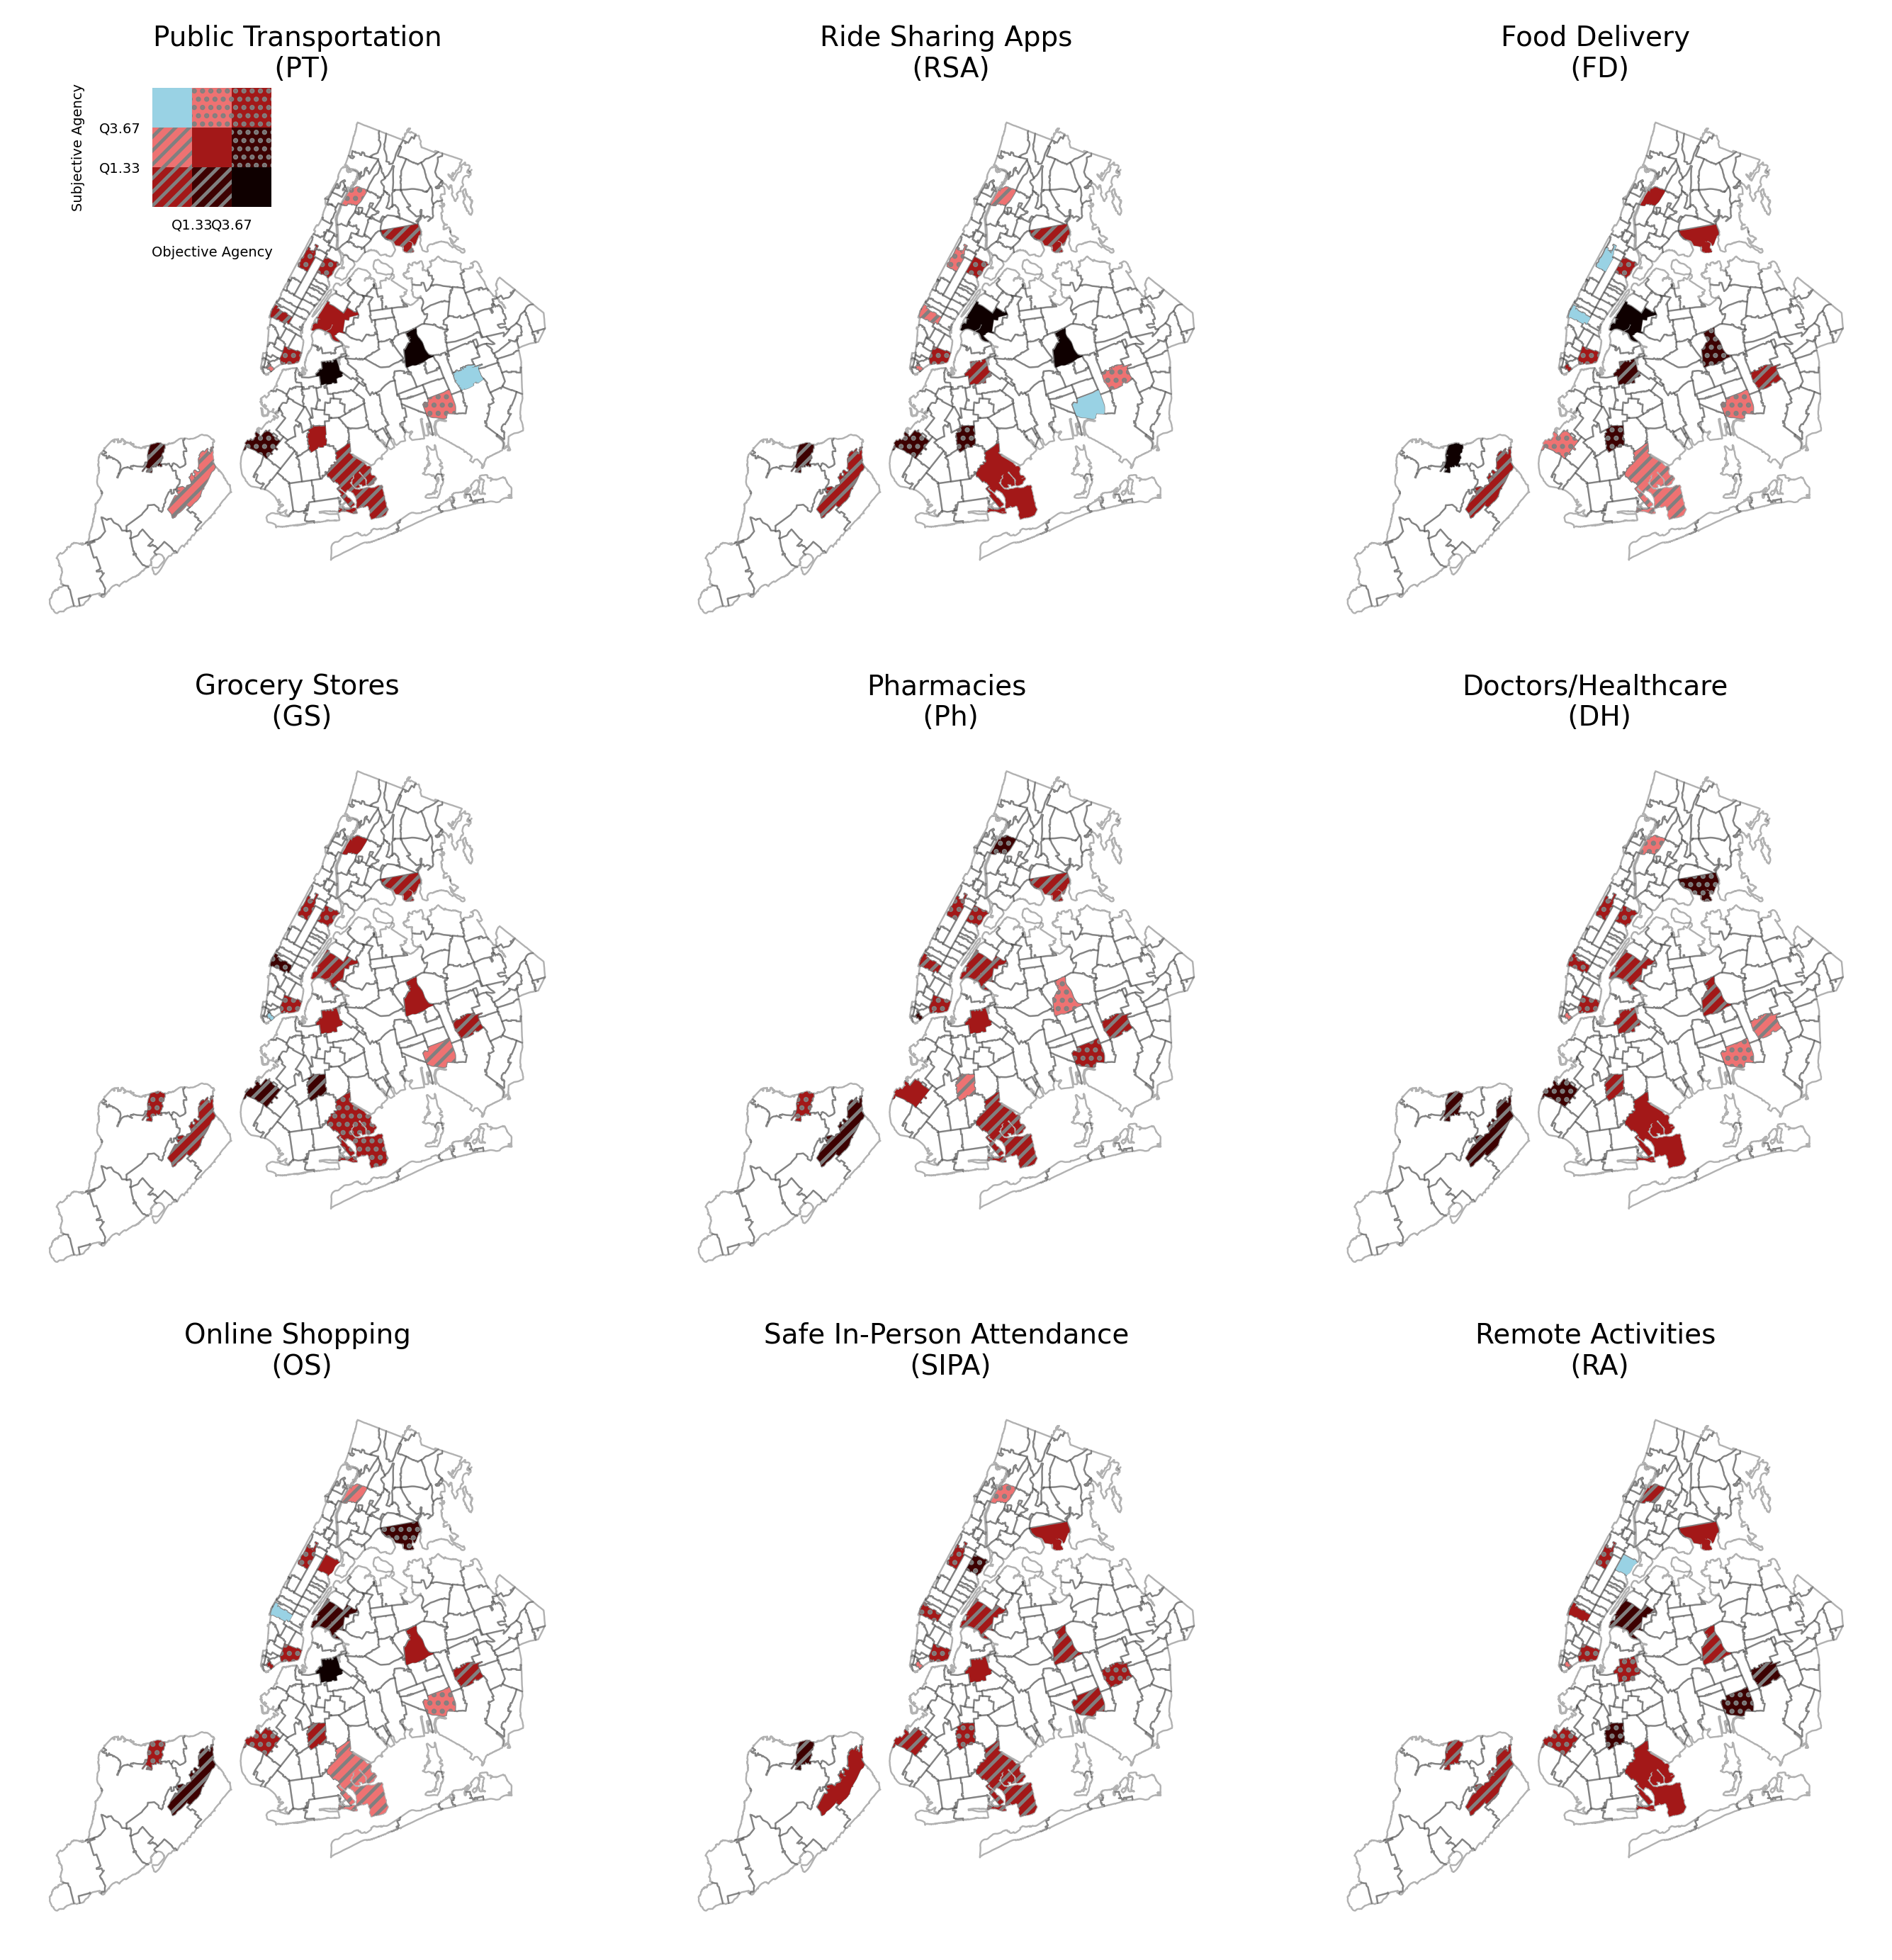 Public Transportation
(PT)
Ride Sharing Apps
(RSA)
Food Delivery
(FD)
Subjective Agency
Q3.67
Q1.33
Q1.33Q3.67
Objective Agency
Grocery Stores
(GS)
Pharmacies
(Ph)
Doctors/Healthcare
(DH)
Online Shopping
(OS)
Safe In-Person Attendance
(SIPA)
Remote Activities
(RA)